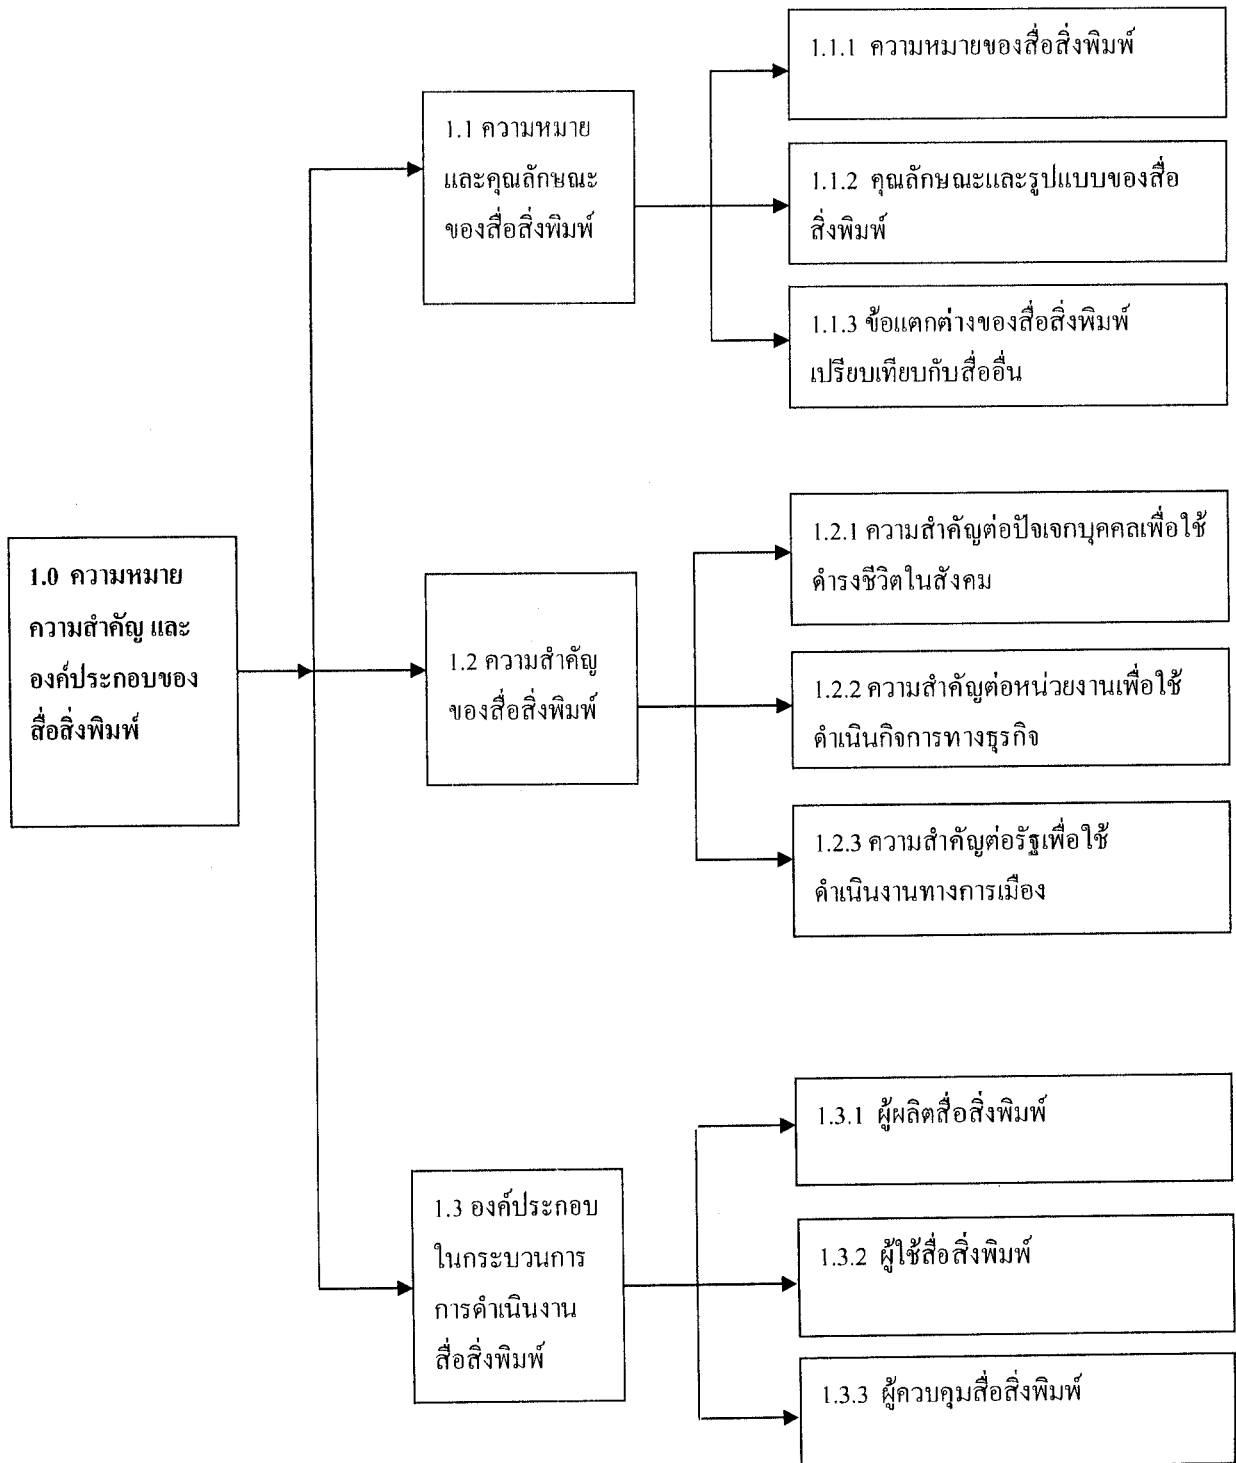 1.0 ความหมาย
ความสำคัญ และ
องค์ประกอบของ
สื่อสิ่งพิมพ์
1.1 ความหมาย
และคุณลักษณะ
ของสื่อสิ่งพิมพ์
1.1.1 ความหมายของสื่อสิ่งพิมพ์
1.1.2 คุณลักษณะและรูปแบบของสื่อ
สิ่งพิมพ์
1.1.3 ข้อแตกต่างของสื่อสิ่งพิมพ์
เปรียบเทียบกับสื่ออื่น
1.2 ความสำคัญ
ของสื่อสิ่งพิมพ์
1.2.1 ความสำคัญต่อปัจเจกบุคคลเพื่อใช้
ดำรงชีวิตในสังคม
1.2.2 ความสำคัญต่อหน่วยงานเพื่อใช้
ดำเนินกิจการทางธุรกิจ
1.2.3 ความสำคัญต่อรัฐเพื่อใช้
ดำเนินงานทางการเมือง
1.3 องค์ประกอบ
ในกระบวนการ
การดำเนินงาน
สื่อสิ่งพิมพ์
1.3.1 ผู้ผลิตสื่อสิ่งพิมพ์
1.3.2 ผู้ใช้สื่อสิ่งพิมพ์
1.3.3 ผู้ควบคุมสื่อสิ่งพิมพ์